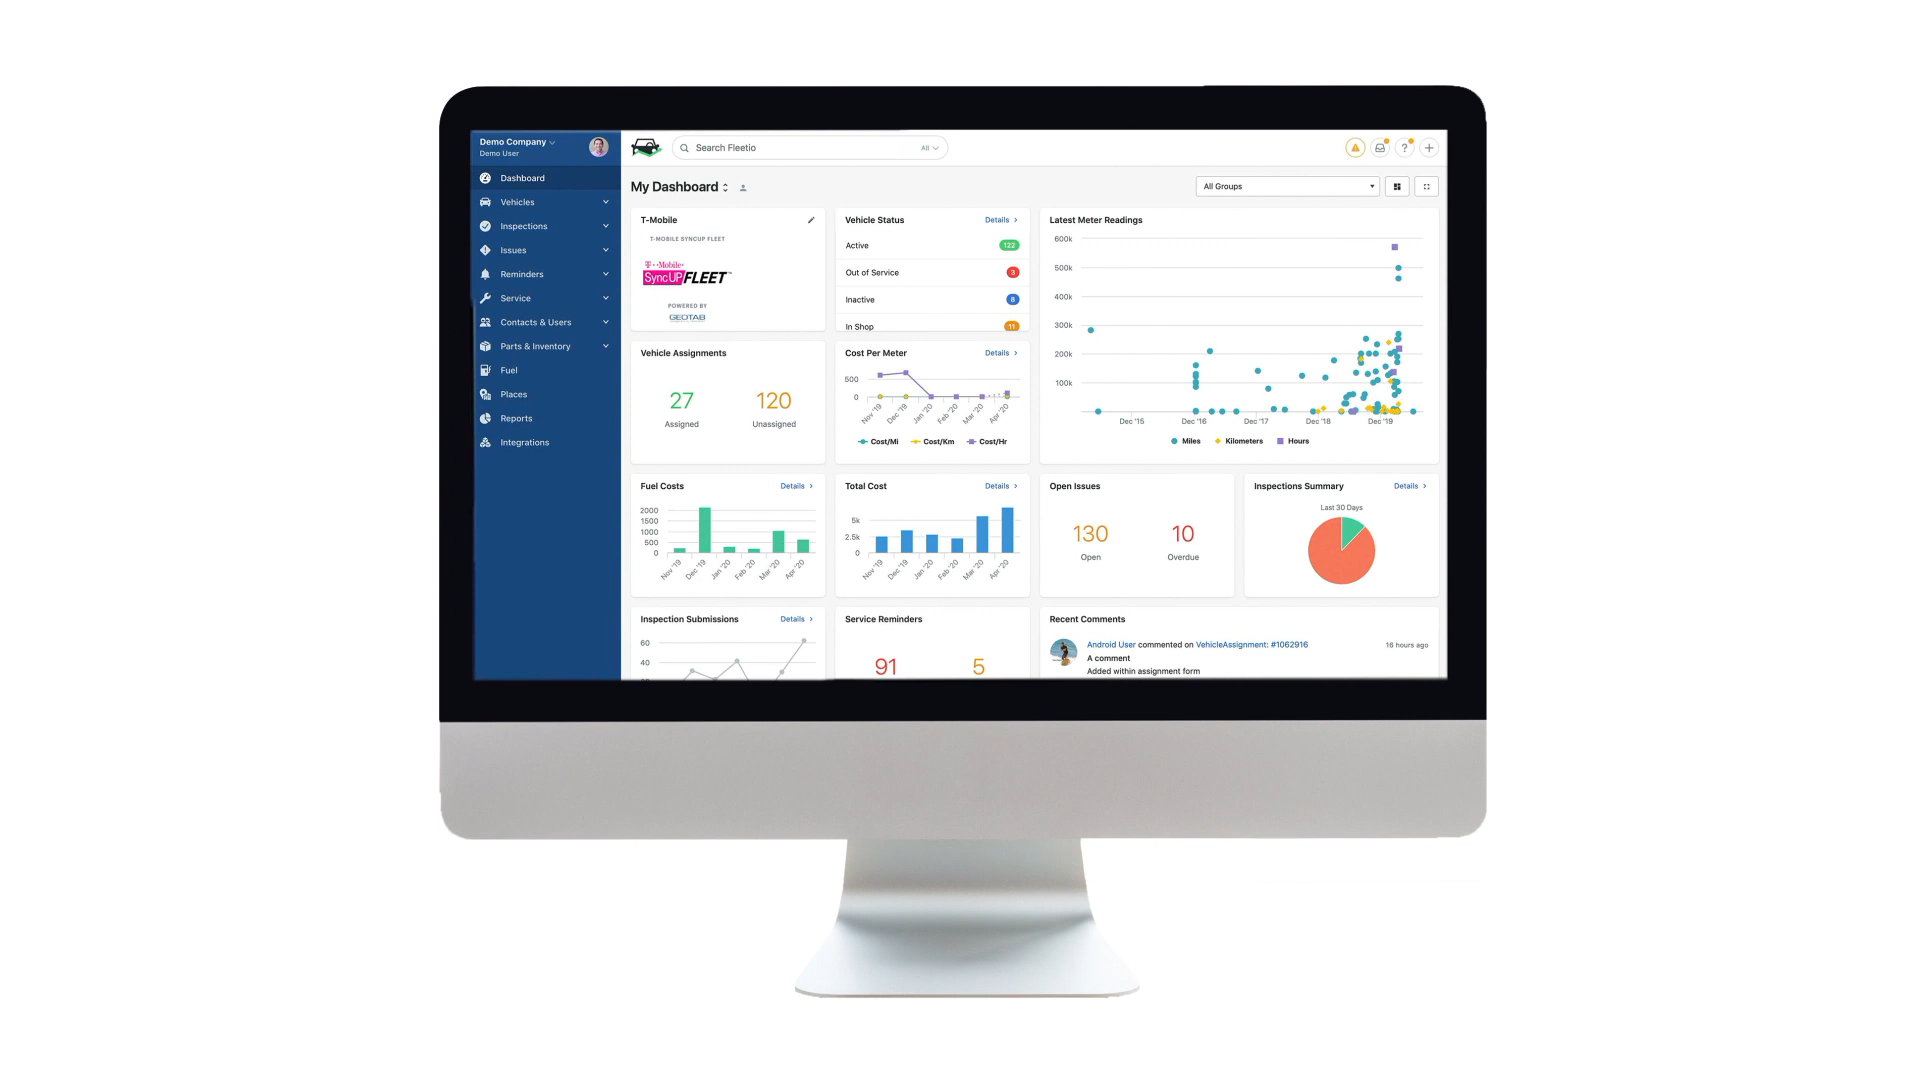 Demo Company
Demo User
Dashboard
Vehicles
Inspections
Issues
Reminders
Service
Contacts & Users
Parts & Inventory
Fuel
Places
Reports
Integrations
Search Fleetio
All
?
My Dashboard
All Groups
T-Mobile
T-MOBILE SYNCUP FLEET
T··Mobile·
SyncUP FLEET™
POWERED BY
GEOTAB
Vehicle Status
Details
Active 122
Out of Service 3
Inactive 8
In Shop 11
Latest Meter Readings
600k
500k
400k
300k
200k
100k
Dec '15 Dec '16 Dec '17 Dec '18 Dec '19
Miles Kilometers Hours
Vehicle Assignments
27 120
Assigned Unassigned
Cost Per Meter
Details
500
0
Nov '19 Dec '19 Jan '20 Feb '20 Mar '20 Apr '20
Cost/Mi Cost/Km Cost/Hr
Fuel Costs
Details
2000
1500
1000
500
0
Nov '19 Dec '19 Jan '20 Feb '20 Mar '20 Apr '20
Total Cost
Details
5k
2.5k
0
Nov '19 Dec '19 Jan '20 Feb '20 Mar '20 Apr '20
Open Issues
130 10
Open Overdue
Inspections Summary
Details
Last 30 Days
Inspection Submissions
Details
60
40
Service Reminders
91 5
Recent Comments
Android User commented on VehicleAssignment: #1062916
16 hours ago
A comment
Added within assignment form